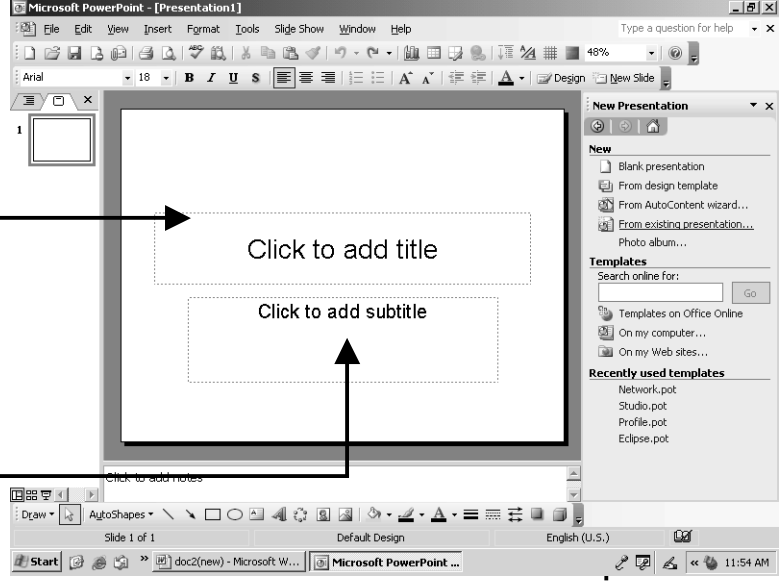 Microsoft PowerPoint - [Presentation1]
File Edit View Insert Format Tools Slide Show Window Help Type a question for help
48%
Arial 18 B I U S A A A Design New Slide
New Presentation
1
New
Blank presentation
From design template
From AutoContent wizard...
From existing presentation...
Photo album...
Templates
Search online for:
Go
Templates on Office Online
On my computer...
On my Web sites...
Recently used templates
Network.pot
Studio.pot
Profile.pot
Eclipse.pot
Click to add title
Click to add subtitle
Click to add notes
Draw AutoShapes A
Slide 1 of 1 Default Design English (U.S.)
Start doc2(new) - Microsoft W... Microsoft PowerPoint ... 11:54 AM